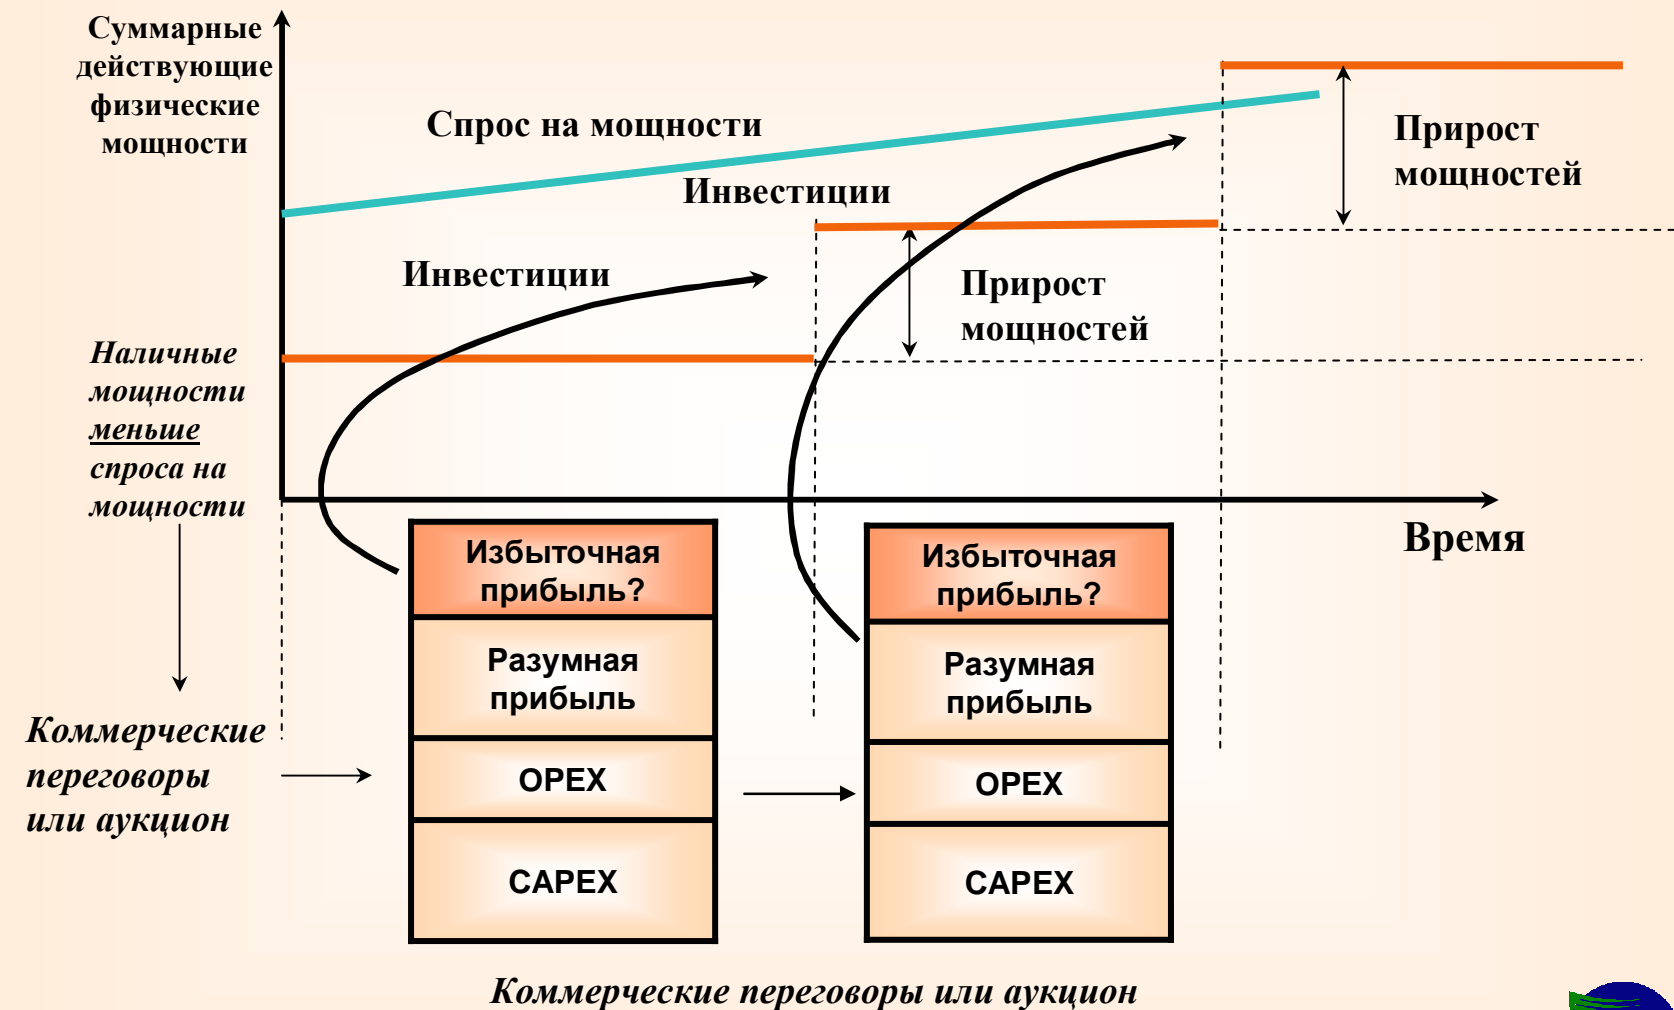 Суммарные
действующие
физические
мощности
Спрос на мощности
Прирост
мощностей
Инвестиции
Инвестиции
Прирост
мощностей
Наличные
мощности
меньше
спроса на
мощности
Время
Избыточная
прибыль?
Разумная
прибыль
OPEX
CAPEX
Избыточная
прибыль?
Разумная
прибыль
OPEX
CAPEX
Коммерческие
переговоры
или аукцион
Коммерческие переговоры или аукцион